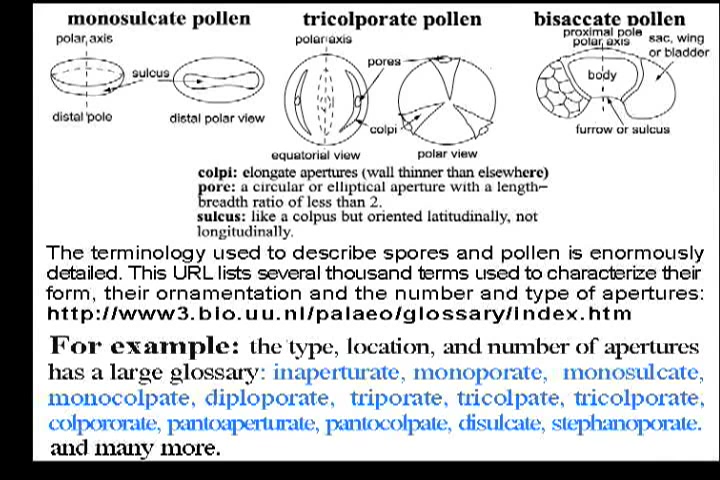 monosulcate pollen
tricolporate pollen
bisaccate pollen
polar, axis
sulcus
distal pole
distal polar view
polar axis
pores
colpi
equatorial view
polar view
proximal pole
polar, axis
sac, wing
or bladder
body
furrow or sulcus
colpi: elongate apertures (wall thinner than elsewhere)
pore: a circular or elliptical aperture with a length-
breadth ratio of less than 2.
sulcus: like a colpus but oriented latitudinally, not
longitudinally.
The terminology used to describe spores and pollen is enormously
detailed. This URL lists several thousand terms used to characterize their
form, their ornamentation and the number and type of apertures:
http://www3.bio.uu.nl/palaeo/glossary/index.htm
For example: the type, location, and number of apertures
has a large glossary: inaperturate, monoporate, monosulcate,
monocolpate, diploporate, triporate, tricolpate, tricolporate,
colpororate, pantoaperturate, pantocolpate, disulcate, stephanoporate.
and many more.